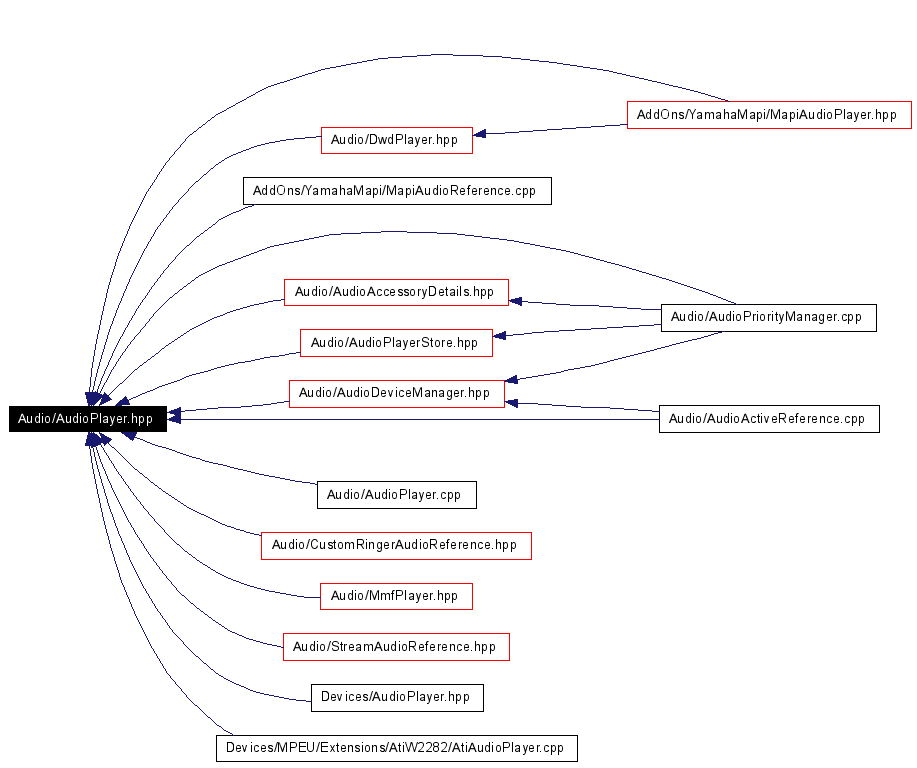 AddOns/YamahaMapi/MapiAudioPlayer.hpp
Audio/DwdPlayer.hpp
AddOns/YamahaMapi/MapiAudioReference.cpp
Audio/AudioAccessoryDetails.hpp
Audio/AudioPriorityManager.cpp
Audio/AudioPlayerStore.hpp
Audio/AudioDeviceManager.hpp
Audio/AudioPlayer.hpp
Audio/AudioActiveReference.cpp
Audio/AudioPlayer.cpp
Audio/CustomRingerAudioReference.hpp
Audio/MmfPlayer.hpp
Audio/StreamAudioReference.hpp
Devices/AudioPlayer.hpp
Devices/MPEU/Extensions/AtiW2282/AtiAudioPlayer.cpp